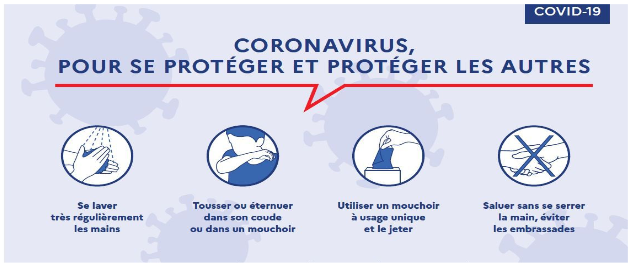 COVID-19
CORONAVIRUS,
POUR SE PROTÉGER ET PROTÉGER LES AUTRES
Se laver
très régulièrement
les mains
Tousser ou éternuer
dans son coude
ou dans un mouchoir
Utiliser un mouchoir
à usage unique
et le jeter
Saluer sans se serrer
la main, éviter
les embrassades